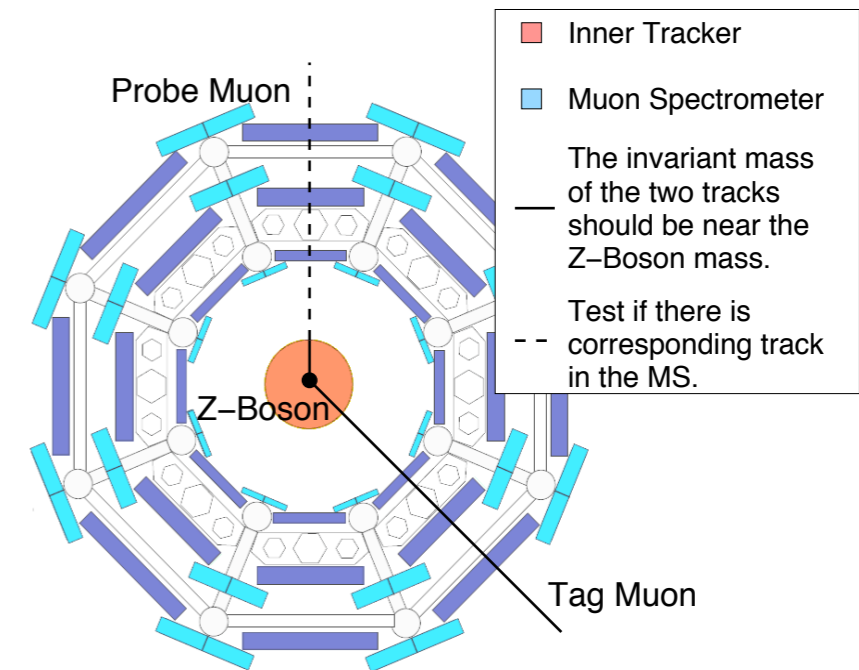 Probe Muon
Inner Tracker
Muon Spectrometer
The invariant mass
of the two tracks
should be near the
Z−Boson mass.
Test if there is
corresponding track
in the MS.
Z−Boson
Tag Muon